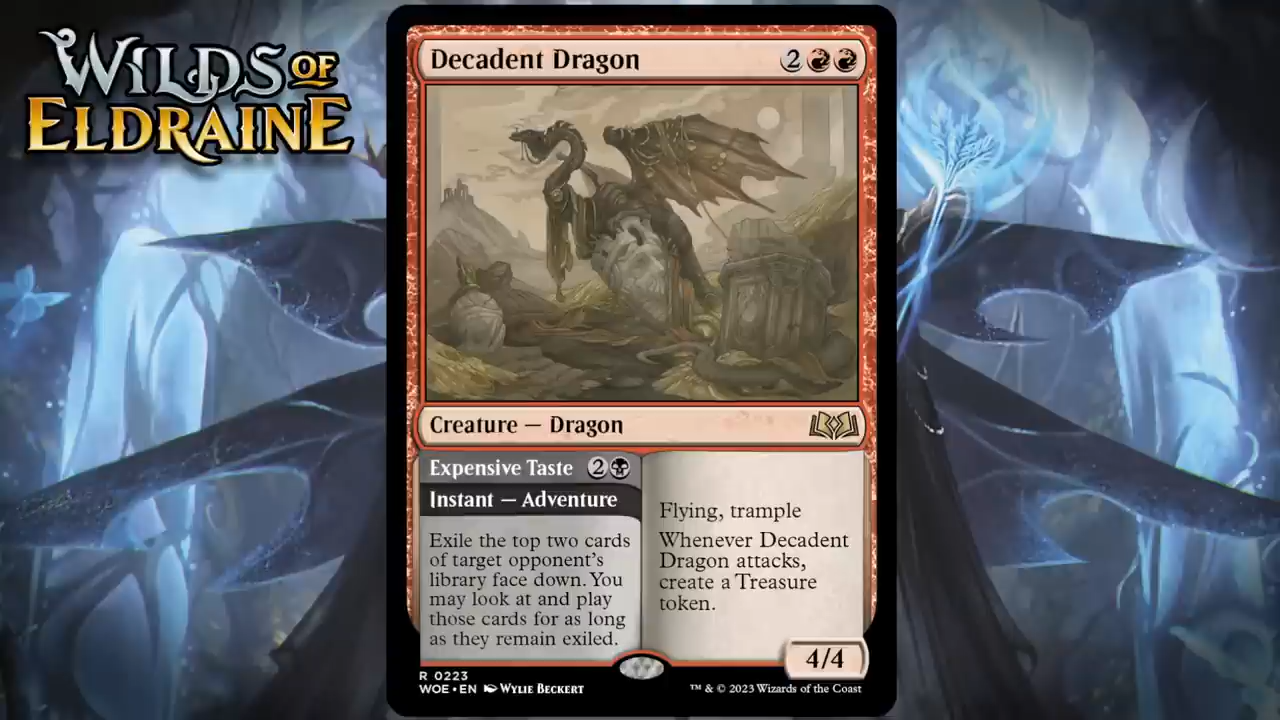 WILDS OF
ELDRAINE
Decadent Dragon 2
Creature — Dragon
Expensive Taste 2
Instant — Adventure
Exile the top two cards
of target opponent's
library face down. You
may look at and play
those cards for as long
as they remain exiled.
Flying, trample
Whenever Decadent
Dragon attacks,
create a Treasure
token.
4/4
R 0223
WOE • EN WYLIE BECKERT
™ & © 2023 Wizards of the Coast